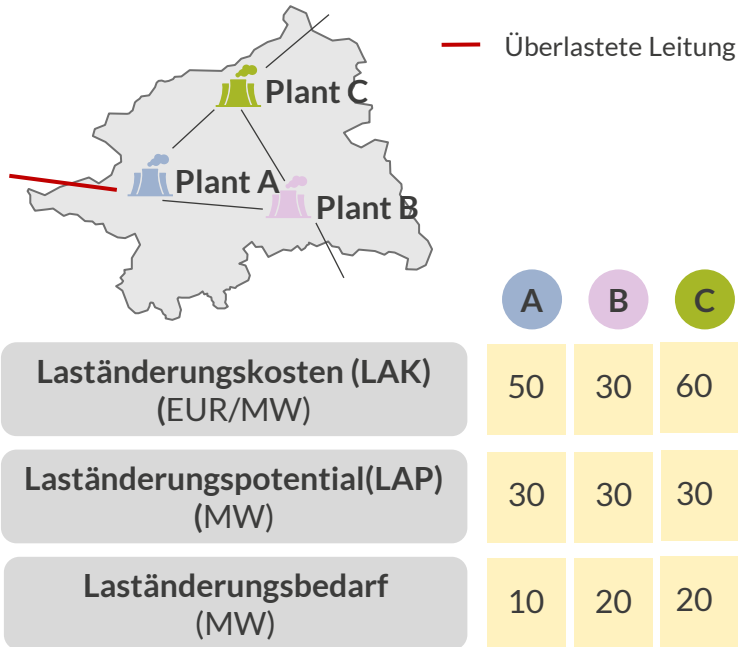 Überlastete Leitung
Plant C
Plant A
Plant B
A B C
Laständerungskosten (LAK)
(EUR/MW)
50 30 60
Laständerungspotential(LAP)
(MW)
30 30 30
Laständerungsbedarf
(MW)
10 20 20